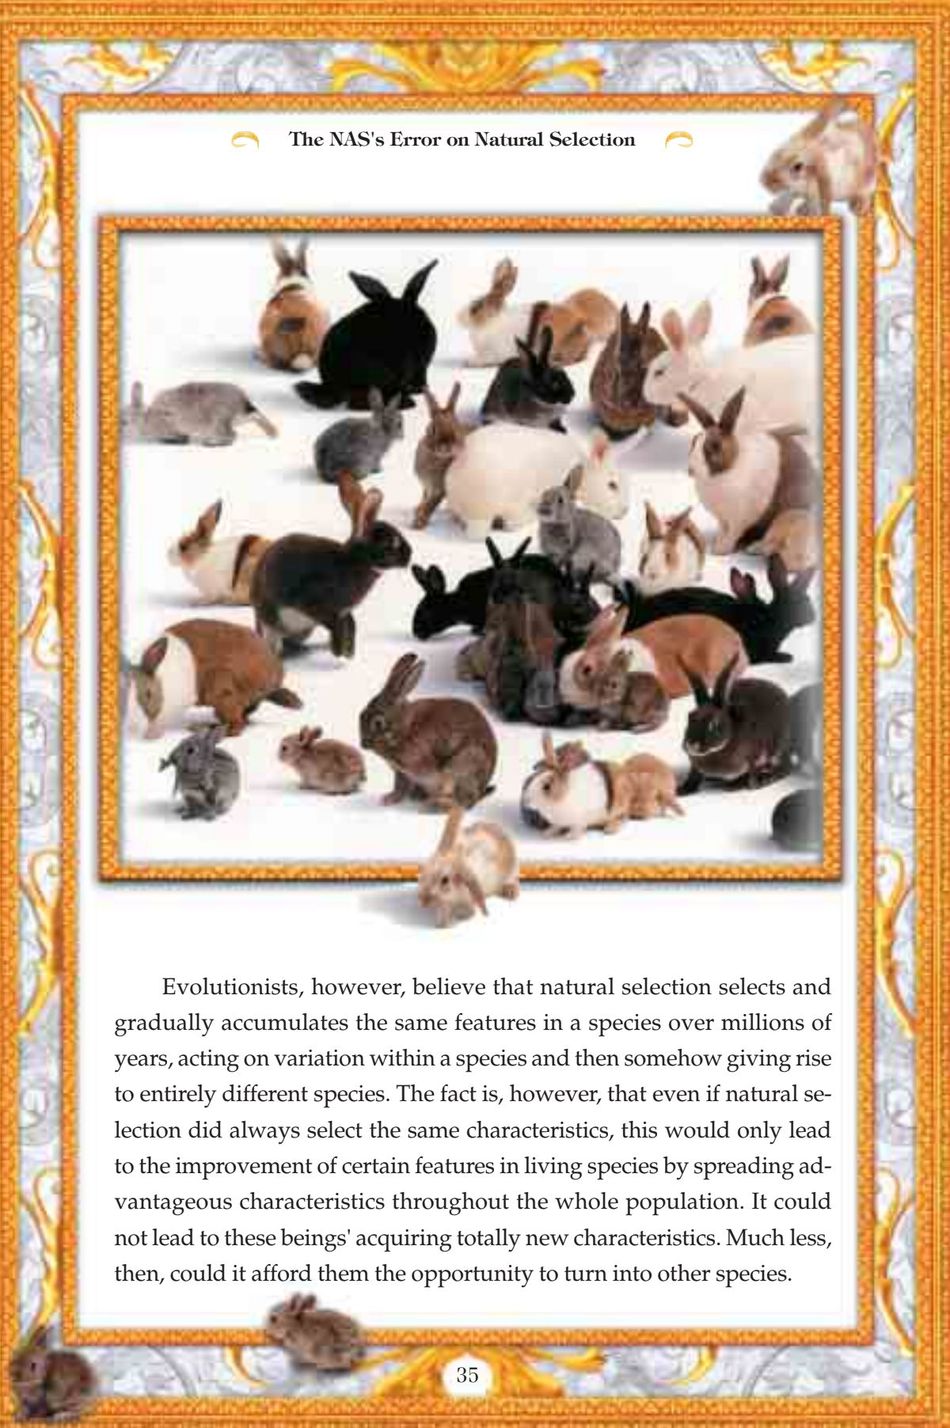 The NAS's Error on Natural Selection
Evolutionists, however, believe that natural selection selects and
gradually accumulates the same features in a species over millions of
years, acting on variation within a species and then somehow giving rise
to entirely different species. The fact is, however, that even if natural se-
lection did always select the same characteristics, this would only lead
to the improvement of certain features in living species by spreading ad-
vantageous characteristics throughout the whole population. It could
not lead to these beings' acquiring totally new characteristics. Much less,
then, could it afford them the opportunity to turn into other species.
35